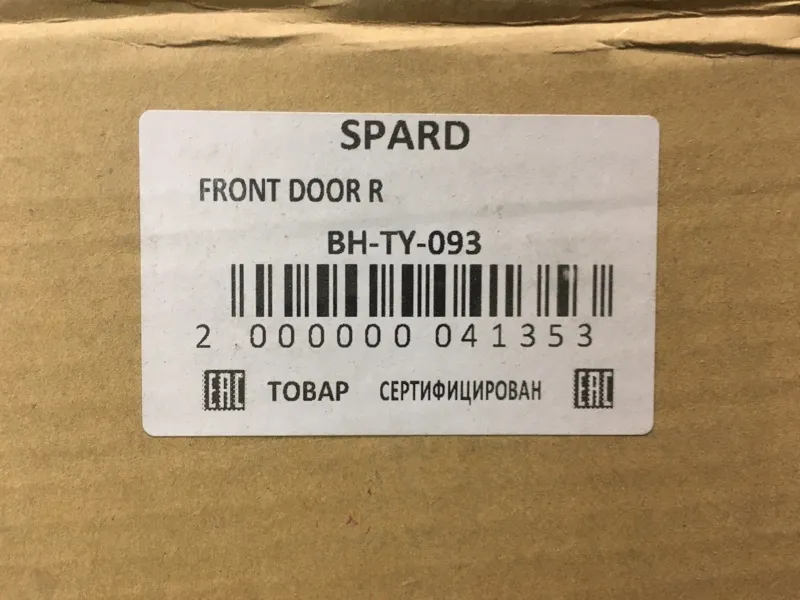 SPARD
FRONT DOOR R
BH-TY-093
2 000000 041353
EAC ТОВАР СЕРТИФИЦИРОВАН EAC